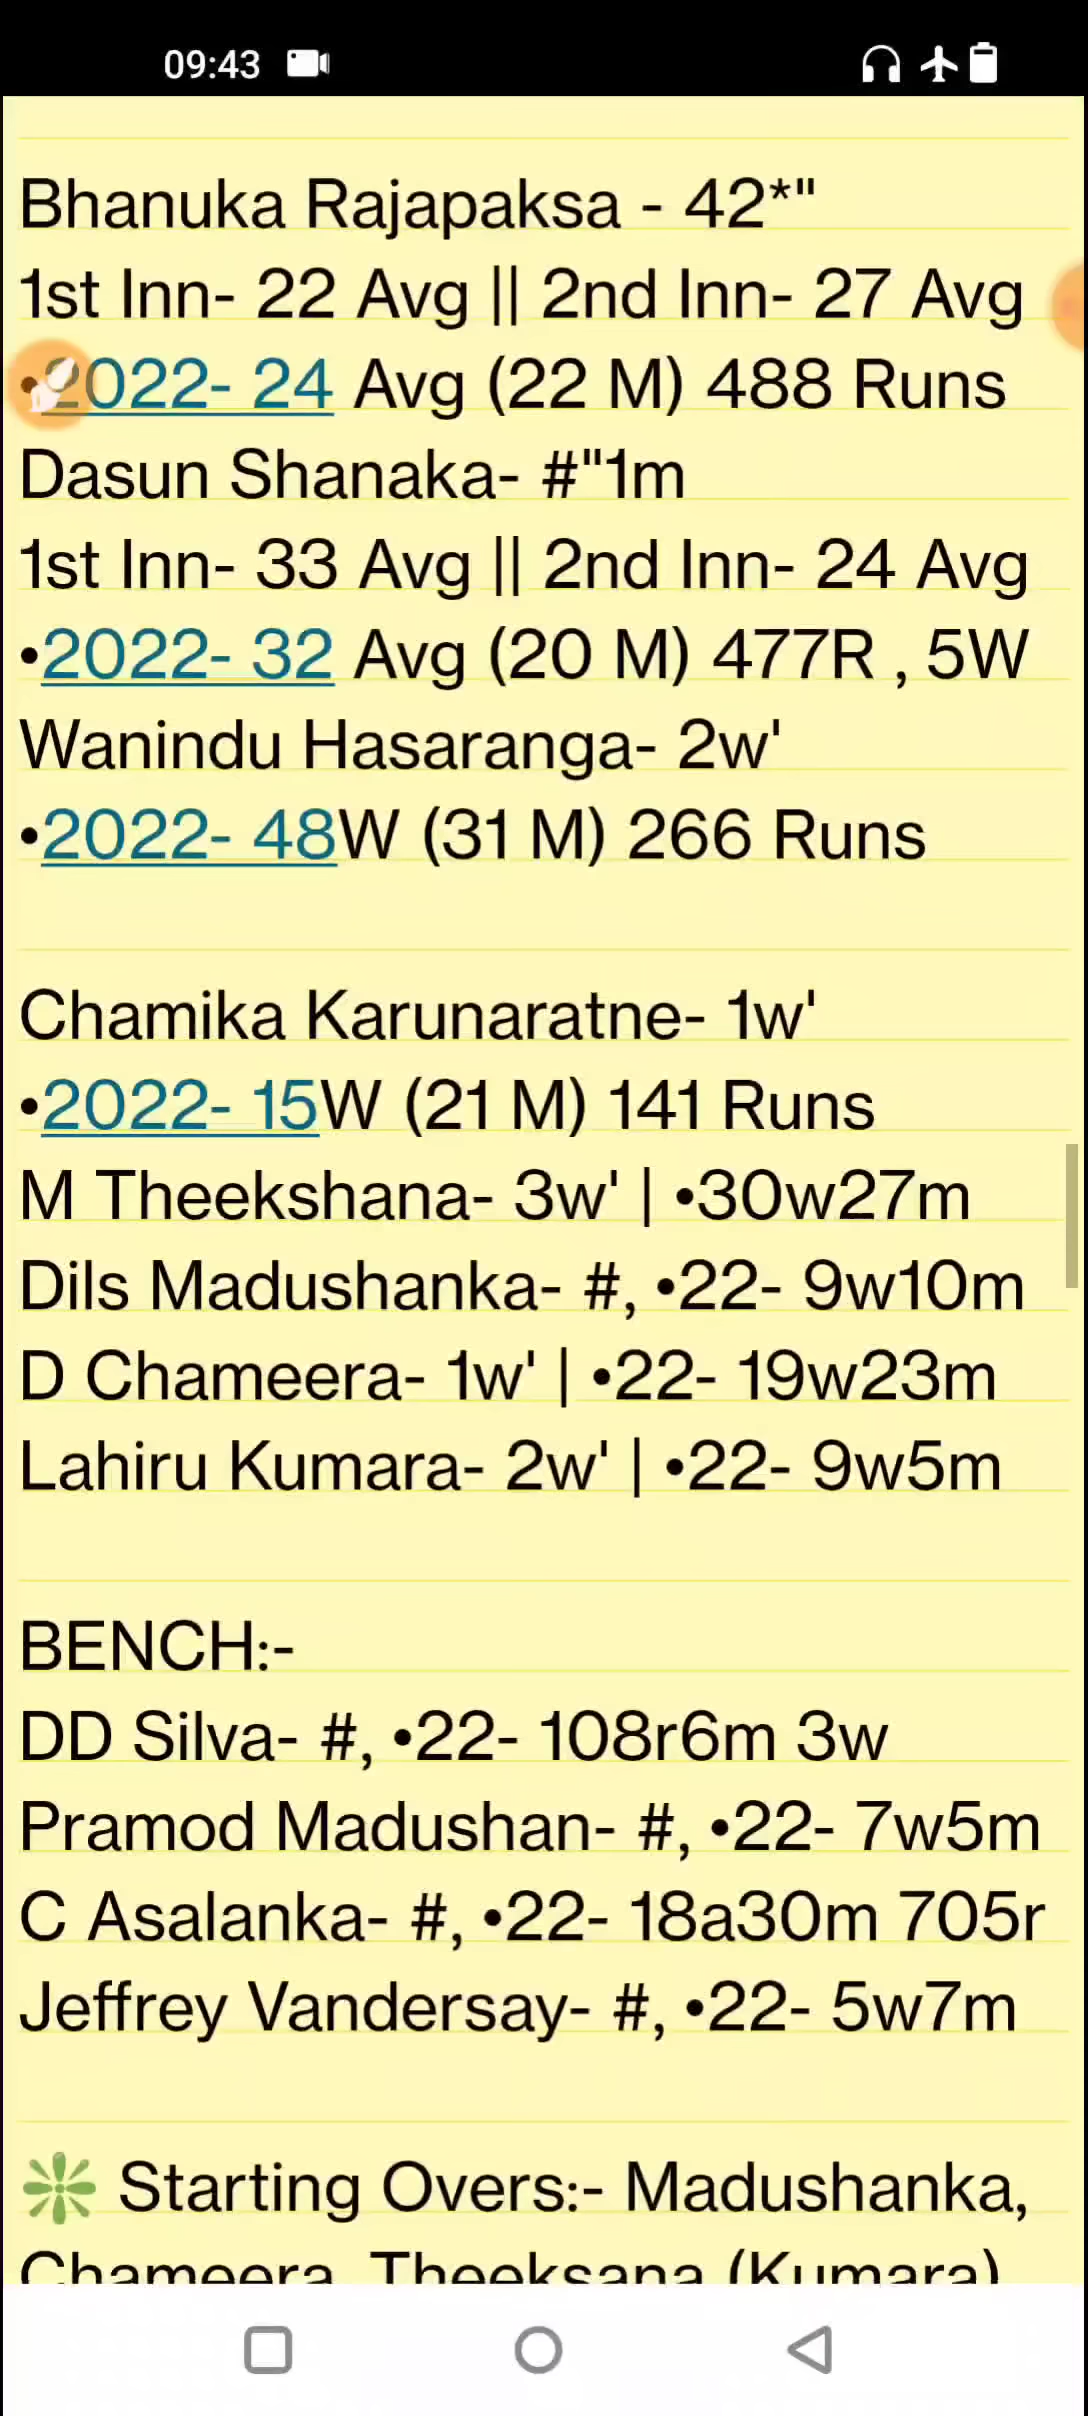 09:43
Bhanuka Rajapaksa - 42*"
1st Inn- 22 Avg || 2nd Inn- 27 Avg
•2022- 24 Avg (22 M) 488 Runs
Dasun Shanaka- #"1m
1st Inn- 33 Avg || 2nd Inn- 24 Avg
•2022- 32 Avg (20 M) 477R , 5W
Wanindu Hasaranga- 2w'
•2022- 48W (31 M) 266 Runs
Chamika Karunaratne- 1w'
•2022- 15W (21 M) 141 Runs
M Theekshana- 3w' | •30w27m
Dils Madushanka- #, •22- 9w10m
D Chameera- 1w' | •22- 19w23m
Lahiru Kumara- 2w' | •22- 9w5m
BENCH:-
DD Silva- #, •22- 108r6m 3w
Pramod Madushan- #, •22- 7w5m
C Asalanka- #, •22- 18a30m 705r
Jeffrey Vandersay- #, •22- 5w7m
Starting Overs:- Madushanka,
Chameera, Theeksana (Kumara)